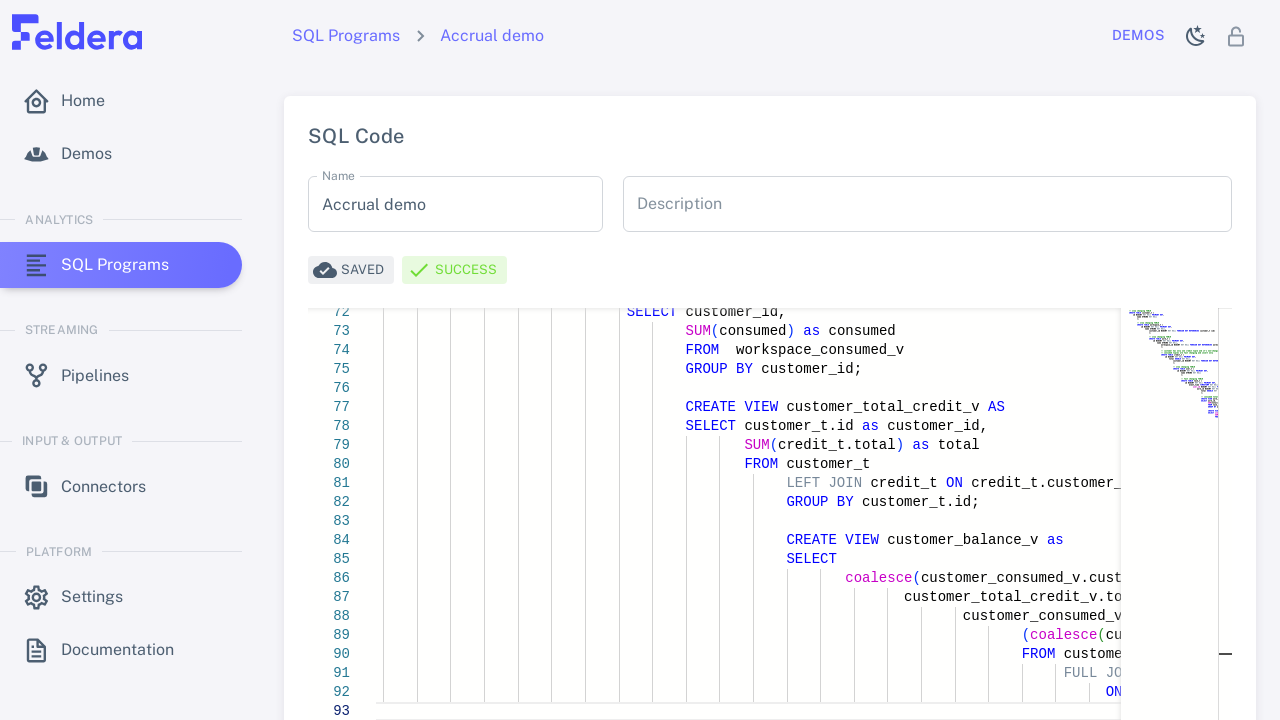 Feldera
SQL Programs
Accrual demo
DEMOS
Home
Demos
ANALYTICS
SQL Programs
STREAMING
Pipelines
INPUT & OUTPUT
Connectors
PLATFORM
Settings
Documentation
SQL Code
Name
Accrual demo
Description
SAVED
SUCCESS
72 SELECT customer_id,
73 SUM(consumed) as consumed
74 FROM  workspace_consumed_v
75 GROUP BY customer_id;
76
77 CREATE VIEW customer_total_credit_v AS
78 SELECT customer_t.id as customer_id,
79 SUM(credit_t.total) as total
80 FROM customer_t
81 LEFT JOIN credit_t ON credit_t.customer_
82 GROUP BY customer_t.id;
83
84 CREATE VIEW customer_balance_v as
85 SELECT
86 coalesce(customer_consumed_v.cust
87 customer_total_credit_v.to
88 customer_consumed_v
89 (coalesce(cu
90 FROM custome
91 FULL JO
92 ON
93